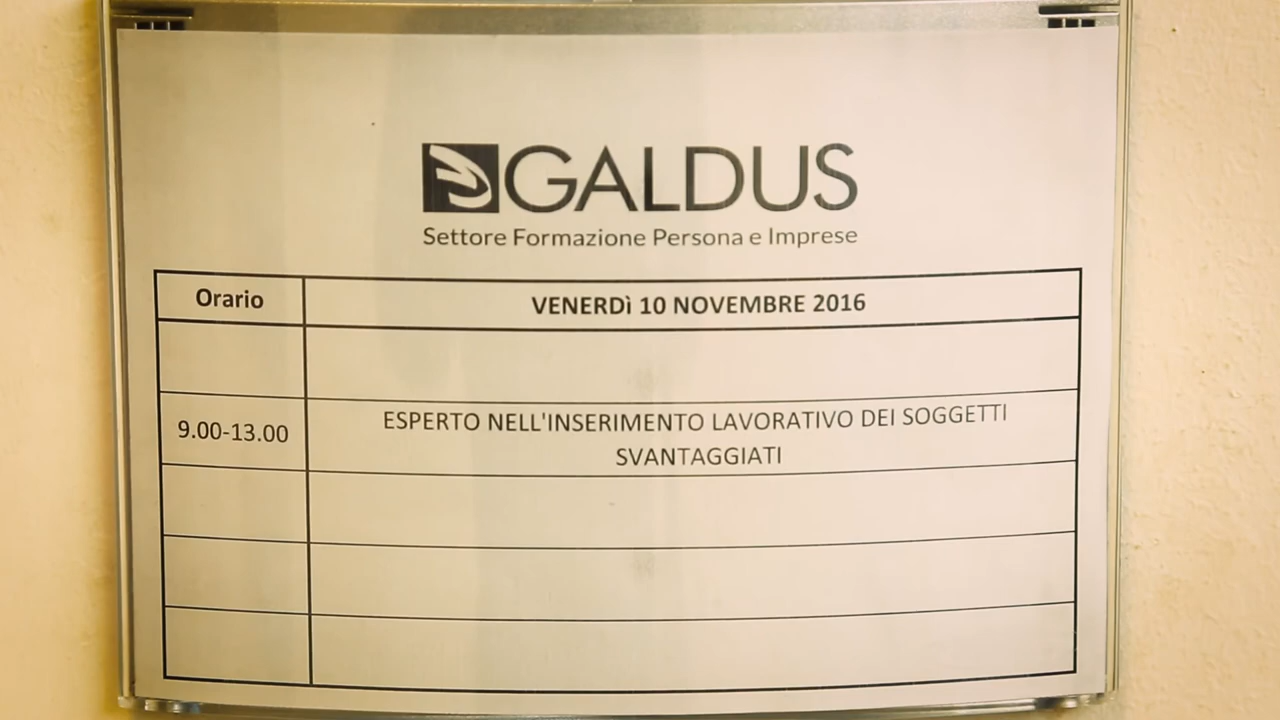 GALDUS
Settore Formazione Persona e Imprese
Orario
VENERDì 10 NOVEMBRE 2016
9.00-13.00
ESPERTO NELL'INSERIMENTO LAVORATIVO DEI SOGGETTI
SVANTAGGIATI